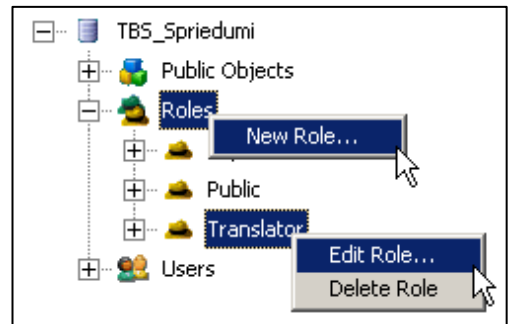 TBS_Spriedumi
Public Objects
Roles
New Role...
Public
Translator
Edit Role...
Users
Delete Role